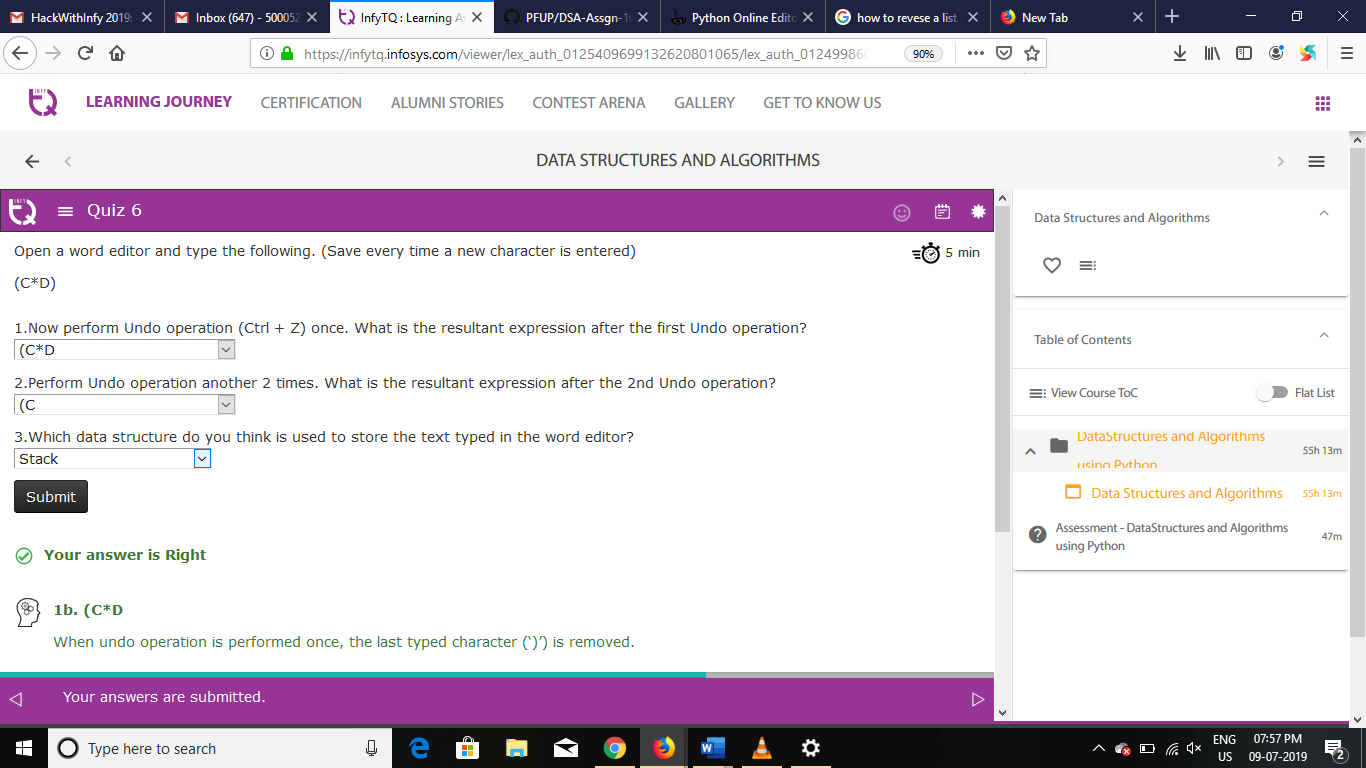 HackWithInfy 2019:
Inbox (647) - 500052
InfyTQ : Learning A
PFUP/DSA-Assgn-16
Python Online Edito
how to revese a list
New Tab
https://infytq.infosys.com/viewer/lex_auth_0125409699132620801065/lex_auth_01249986
90%
INFY
TQ
LEARNING JOURNEY
CERTIFICATION
ALUMNI STORIES
CONTEST ARENA
GALLERY
GET TO KNOW US
DATA STRUCTURES AND ALGORITHMS
Quiz 6
Open a word editor and type the following. (Save every time a new character is entered)
5 min
(C*D)
1.Now perform Undo operation (Ctrl + Z) once. What is the resultant expression after the first Undo operation?
(C*D
2.Perform Undo operation another 2 times. What is the resultant expression after the 2nd Undo operation?
(C
3.Which data structure do you think is used to store the text typed in the word editor?
Stack
Submit
Your answer is Right
1b. (C*D
When undo operation is performed once, the last typed character (‘)’) is removed.
Your answers are submitted.
Data Structures and Algorithms
Table of Contents
View Course ToC
Flat List
DataStructures and Algorithms
using Python
55h 13m
Data Structures and Algorithms
55h 13m
Assessment - DataStructures and Algorithms
using Python
47m
Type here to search
ENG
US
07:57 PM
09-07-2019
2